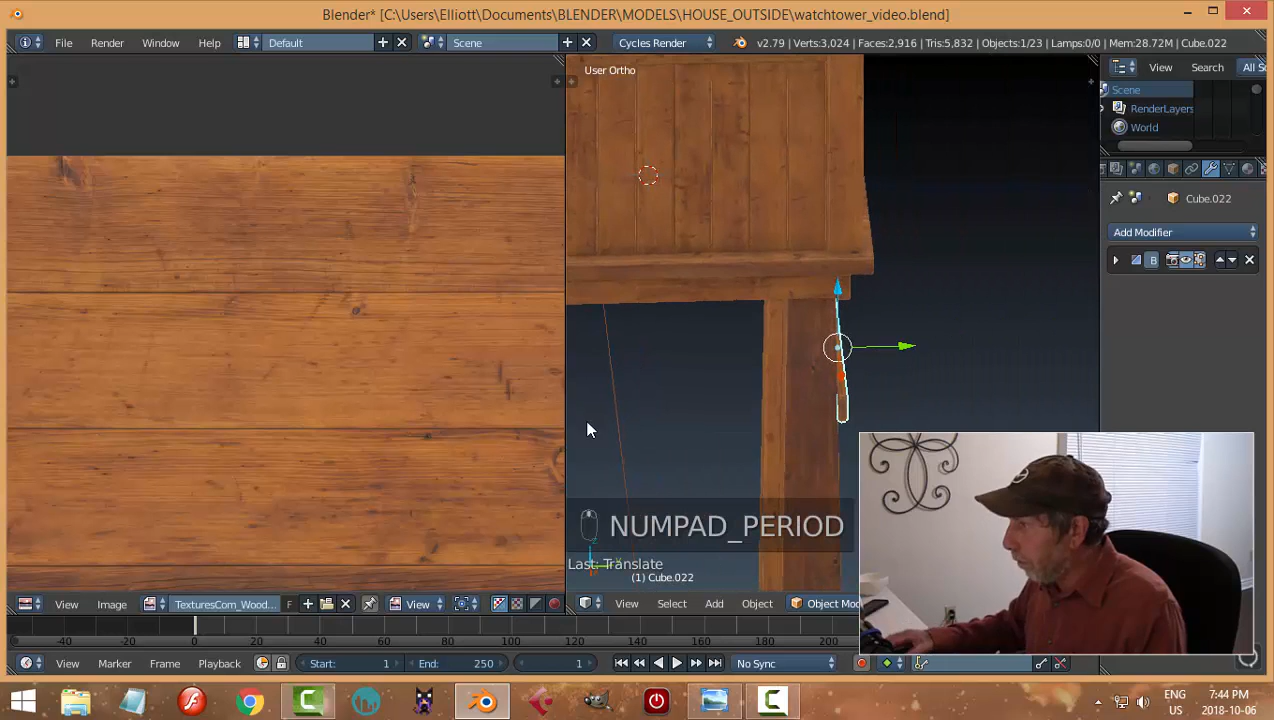 Blender* [C:\Users\Elliott\Documents\BLENDER\MODELS\HOUSE_OUTSIDE\watchtower_video.blend]
File Render Window Help Default Scene Cycles Render v2.79 | Verts:3,024 | Faces:2,916 | Tris:5,832 | Objects:1/23 | Lamps:0/0 | Mem:28.72M | Cube.022
User Ortho
View Search All S
Scene
RenderLayers
World
Cube.022
Add Modifier
B
NUMPAD_PERIOD
Last: Translate
(1) Cube.022
View Image TexturesCom_Wood... F View
View Select Add Object Object Mo
-40 -20 0 20 40 60 80 100 120 140 160 180 200
View Marker Frame Playback Start: 1 End: 250 1 No Sync
ENG 7:44 PM
US 2018-10-06